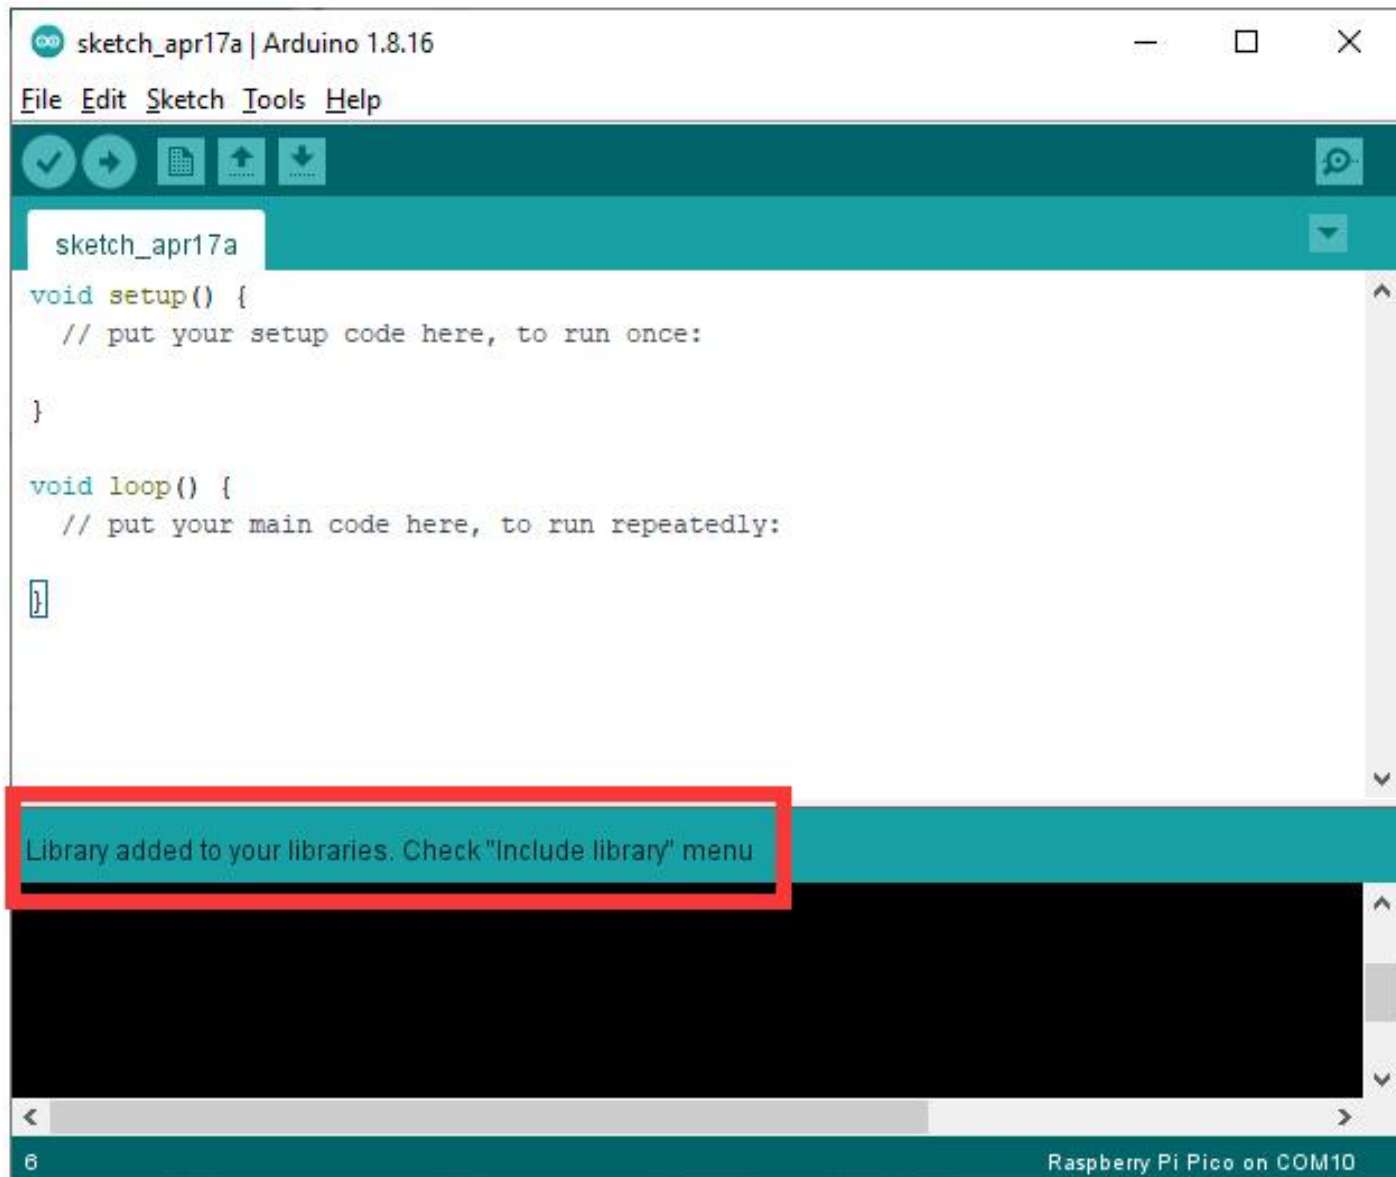 sketch_apr17a | Arduino 1.8.16
File Edit Sketch Tools Help
sketch_apr17a
void setup() {
  // put your setup code here, to run once:
}
void loop() {
  // put your main code here, to run repeatedly:
}
Library added to your libraries. Check "Include library" menu
6 Raspberry Pi Pico on COM10